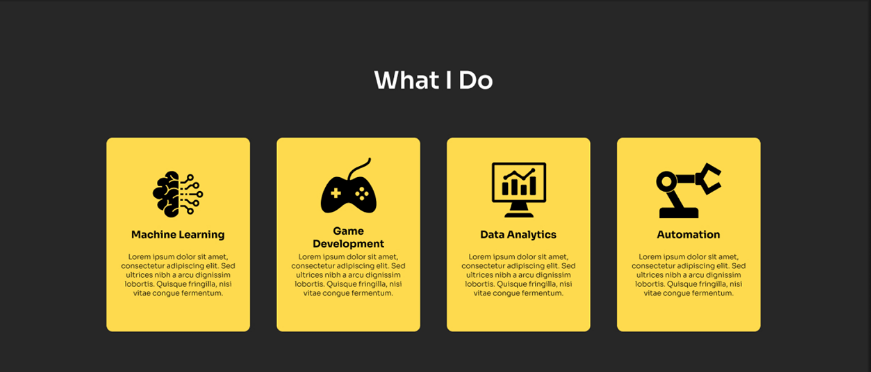 What I Do
Machine Learning
Lorem ipsum dolor sit amet,
consectetur adipiscing elit. Sed
ultrices nibh a arcu dignissim
lobortis. Quisque fringilla, nisi
vitae congue fermentum.
Game
Development
Lorem ipsum dolor sit amet,
consectetur adipiscing elit. Sed
ultrices nibh a arcu dignissim
lobortis. Quisque fringilla, nisi
vitae congue fermentum.
Data Analytics
Lorem ipsum dolor sit amet,
consectetur adipiscing elit. Sed
ultrices nibh a arcu dignissim
lobortis. Quisque fringilla, nisi
vitae congue fermentum.
Automation
Lorem ipsum dolor sit amet,
consectetur adipiscing elit. Sed
ultrices nibh a arcu dignissim
lobortis. Quisque fringilla, nisi
vitae congue fermentum.